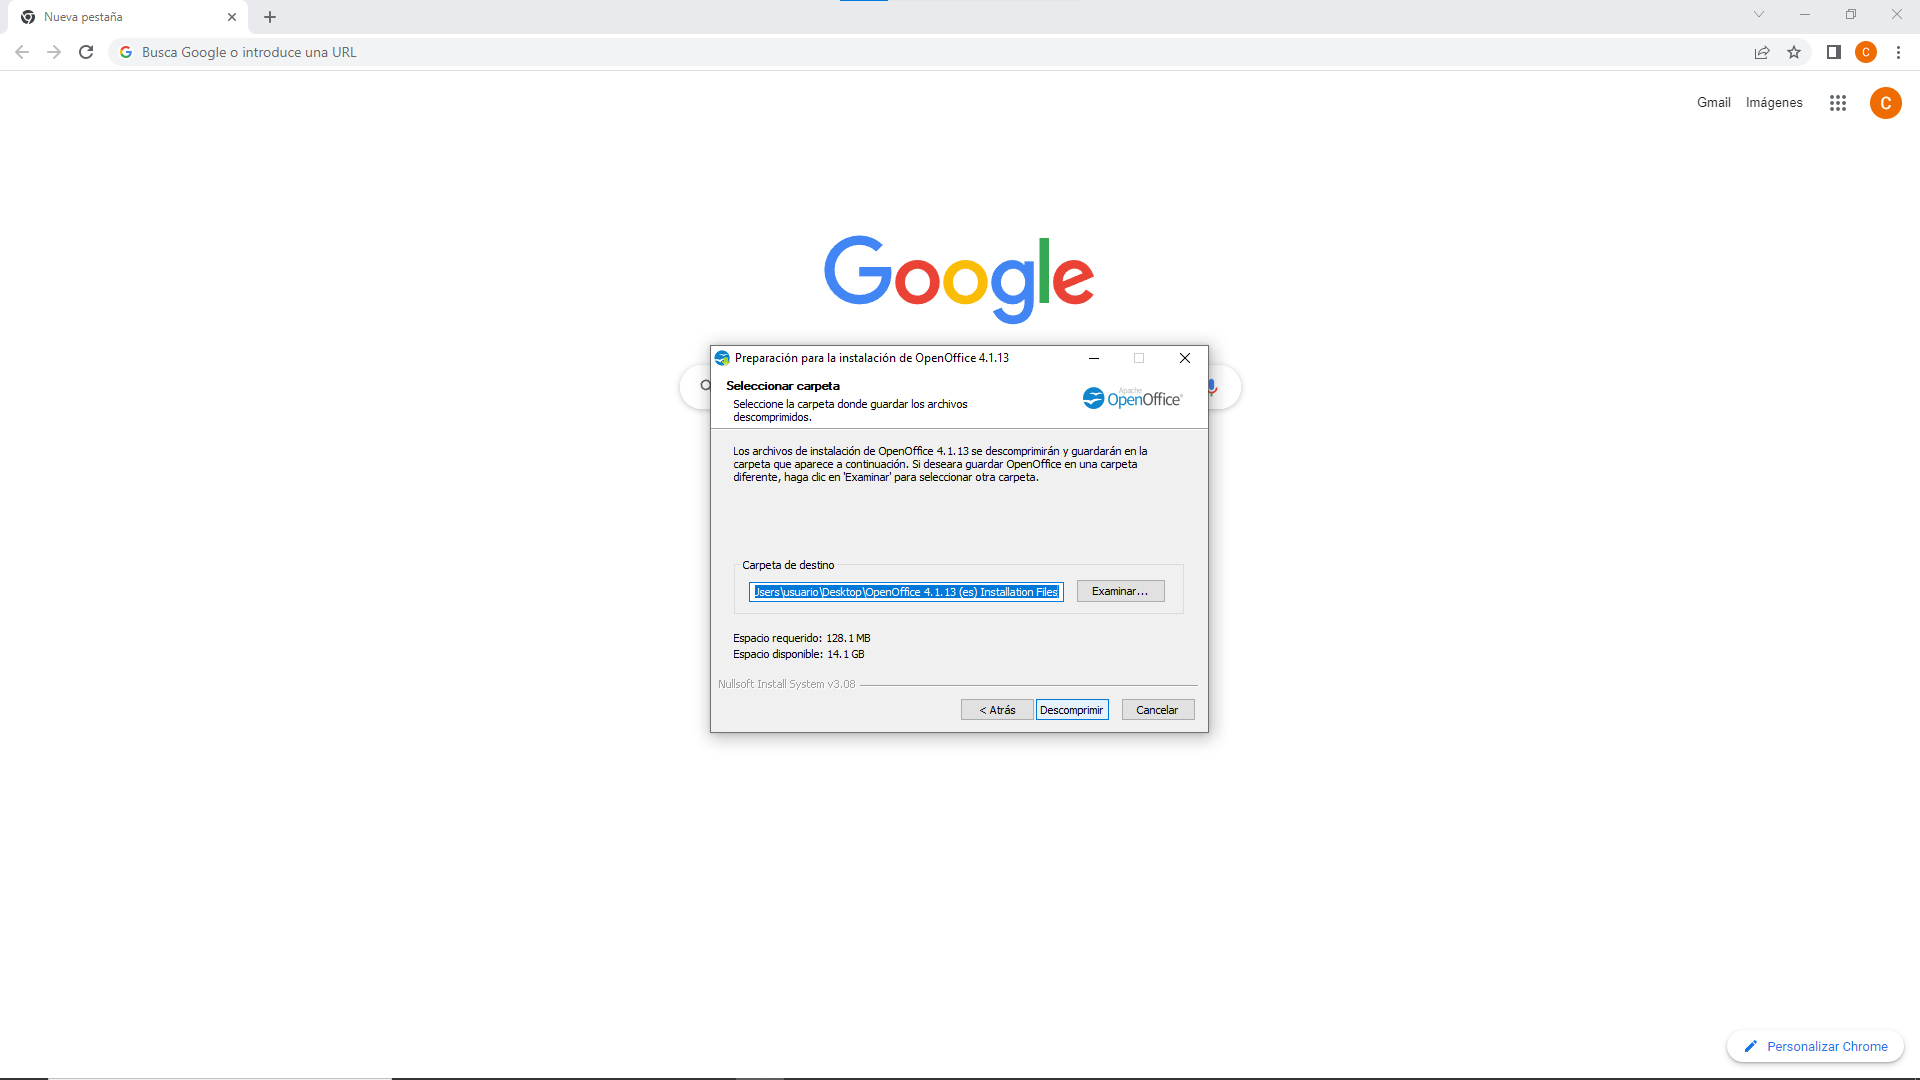 Nueva pestaña
Busca Google o introduce una URL
C
Gmail
Imágenes
C
Google
Preparación para la instalación de OpenOffice 4.1.13
Seleccionar carpeta
Seleccione la carpeta donde guardar los archivos
descomprimidos.
Apache
OpenOffice
Los archivos de instalación de OpenOffice 4.1.13 se descomprimirán y guardarán en la
carpeta que aparece a continuación. Si deseara guardar OpenOffice en una carpeta
diferente, haga clic en 'Examinar' para seleccionar otra carpeta.
Carpeta de destino
Users\usuario\Desktop\OpenOffice 4.1.13 (es) Installation Files
Examinar...
Espacio requerido: 128.1 MB
Espacio disponible: 14.1 GB
Nullsoft Install System v3.08
< Atrás
Descomprimir
Cancelar
Personalizar Chrome